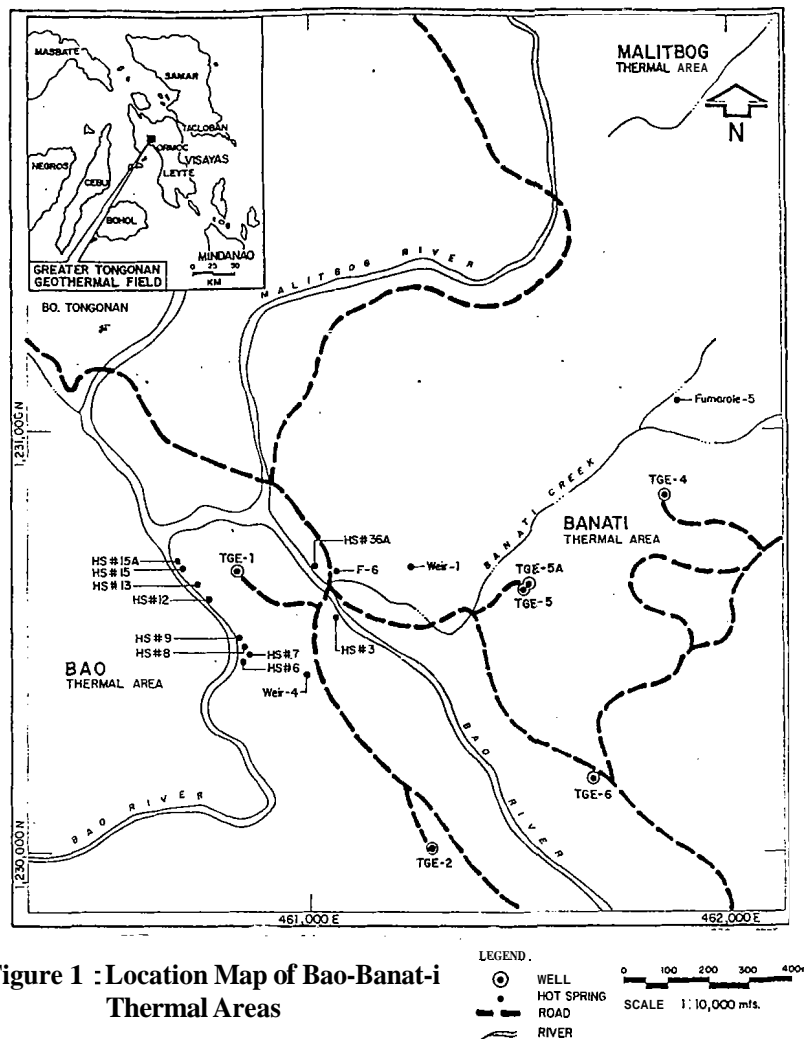 MASBATE
SAMAR
TACLOBAN
ORMOC
VISAYAS
LEYTE
NEGROS
CEBU
BOHOL
MINDANAO
0 25 50
KM
GREATER TONGONAN
GEOTHERMAL FIELD
MALITBOG
THERMAL AREA
N
MALITBOG RIVER
BO. TONGONAN
1,231,000 N
Fumarole-5
TGE-4
BANATI CREEK
BANATI
THERMAL AREA
HS#36A
HS#15A
HS#15
HS#13
HS#12
TGE-1
F-6
Weir-1
TGE-5A
TGE-5
HS#9
HS#8
HS#7
HS#6
HS#3
BAO
THERMAL AREA
Weir-4
BAO RIVER
TGE-6
BAO RIVER
TGE-2
1,230,000 N
461,000 E
462,000 E
igure 1 : Location Map of Bao-Banat-i
Thermal Areas
LEGEND.
WELL
HOT SPRING
ROAD
RIVER
0 100 200 300 400
SCALE 1:10,000 mts.